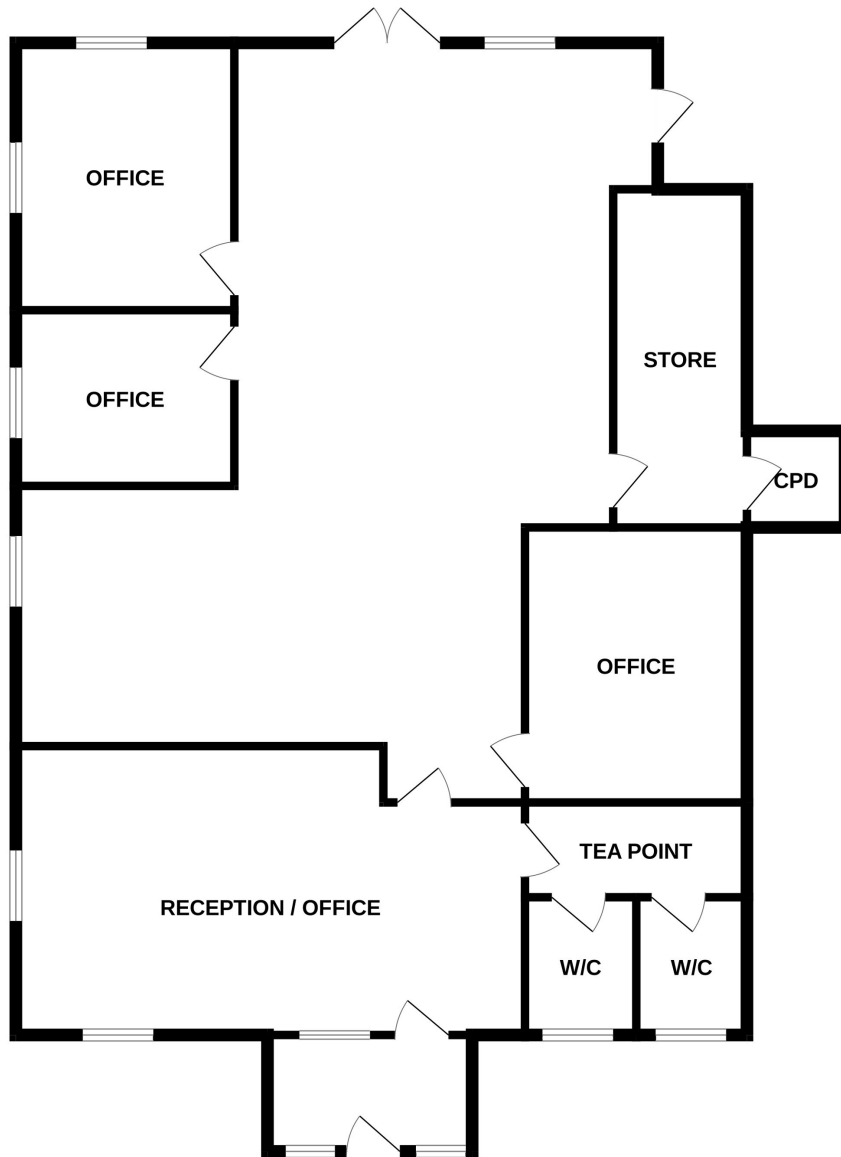 OFFICE
STORE
OFFICE
CPD
OFFICE
TEA POINT
RECEPTION / OFFICE
W/C
W/C